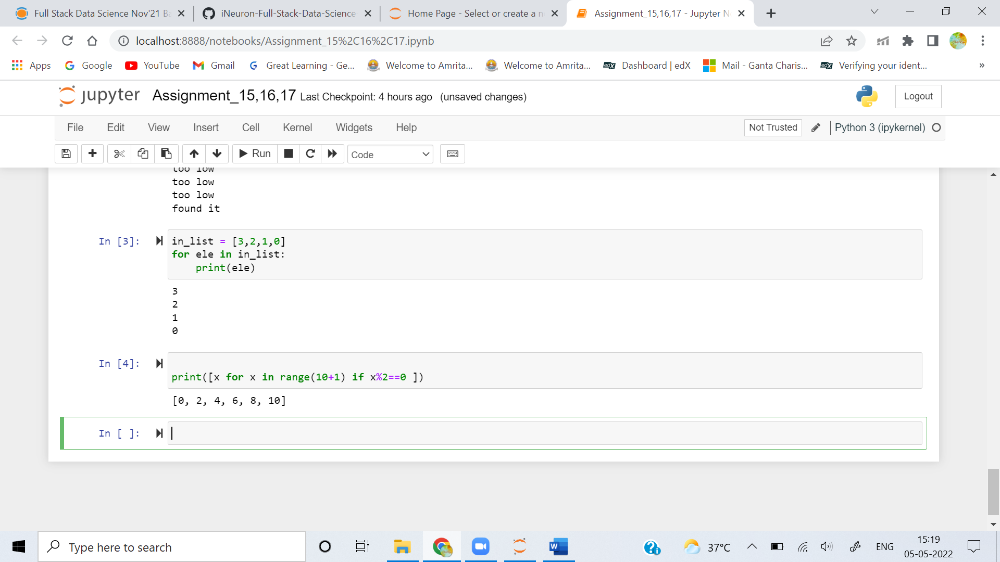 Full Stack Data Science Nov'21 Ba
iNeuron-Full-Stack-Data-Science-
Home Page - Select or create a n
Assignment_15,16,17 - Jupyter No
localhost:8888/notebooks/Assignment_15%2C16%2C17.ipynb
Apps
Google
YouTube
Gmail
Great Learning - Ge...
Welcome to Amrita...
Welcome to Amrita...
edX
Dashboard | edX
Mail - Ganta Charis...
edX
Verifying your ident...
»
jupyter
Assignment_15,16,17 Last Checkpoint: 4 hours ago (unsaved changes)
Logout
File
Edit
View
Insert
Cell
Kernel
Widgets
Help
Not Trusted
Python 3 (ipykernel)
Run
Code
too low
too low
too low
found it
In [3]:
in_list = [3,2,1,0]
for ele in in_list:
    print(ele)
3
2
1
0
In [4]:
print([x for x in range(10+1) if x%2==0 ])
[0, 2, 4, 6, 8, 10]
In [ ]:
Type here to search
W
37°C
ENG
15:19
05-05-2022